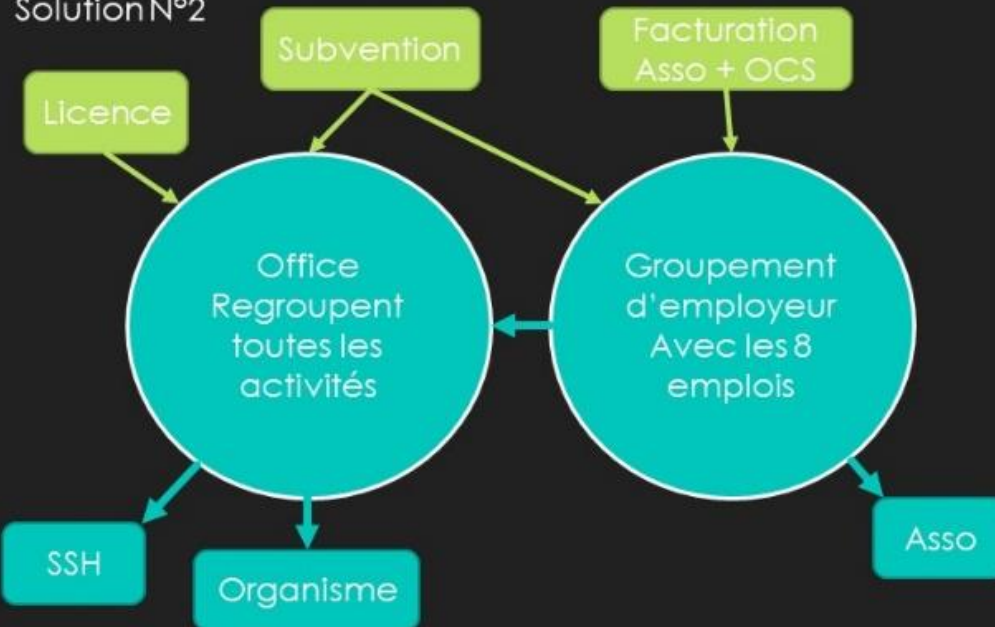 Solution N°2
Subvention
Facturation
Asso + OCS
Licence
Office
Regroupent
toutes les
activités
Groupement
d'employeur
Avec les 8
emplois
SSH
Organisme
Asso